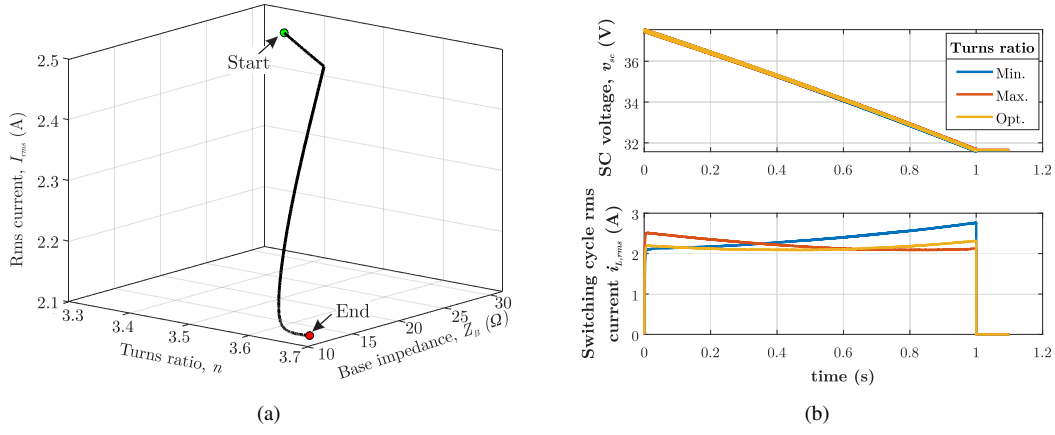 2.5
2.4
2.3
2.2
2.1
Rms current, I_rms (A)
Start
End
3.3
3.4
3.5
3.6
3.7
Turns ratio, n
10
15
20
25
30
Base impedance, Z_B (Ω)
(a)
SC voltage, v_sc (V)
36
34
32
0
0.2
0.4
0.6
0.8
1
1.2
Turns ratio
Min.
Max.
Opt.
Switching cycle rms
current i_L,rms (A)
3
2
1
0
0
0.2
0.4
0.6
0.8
1
1.2
time (s)
(b)